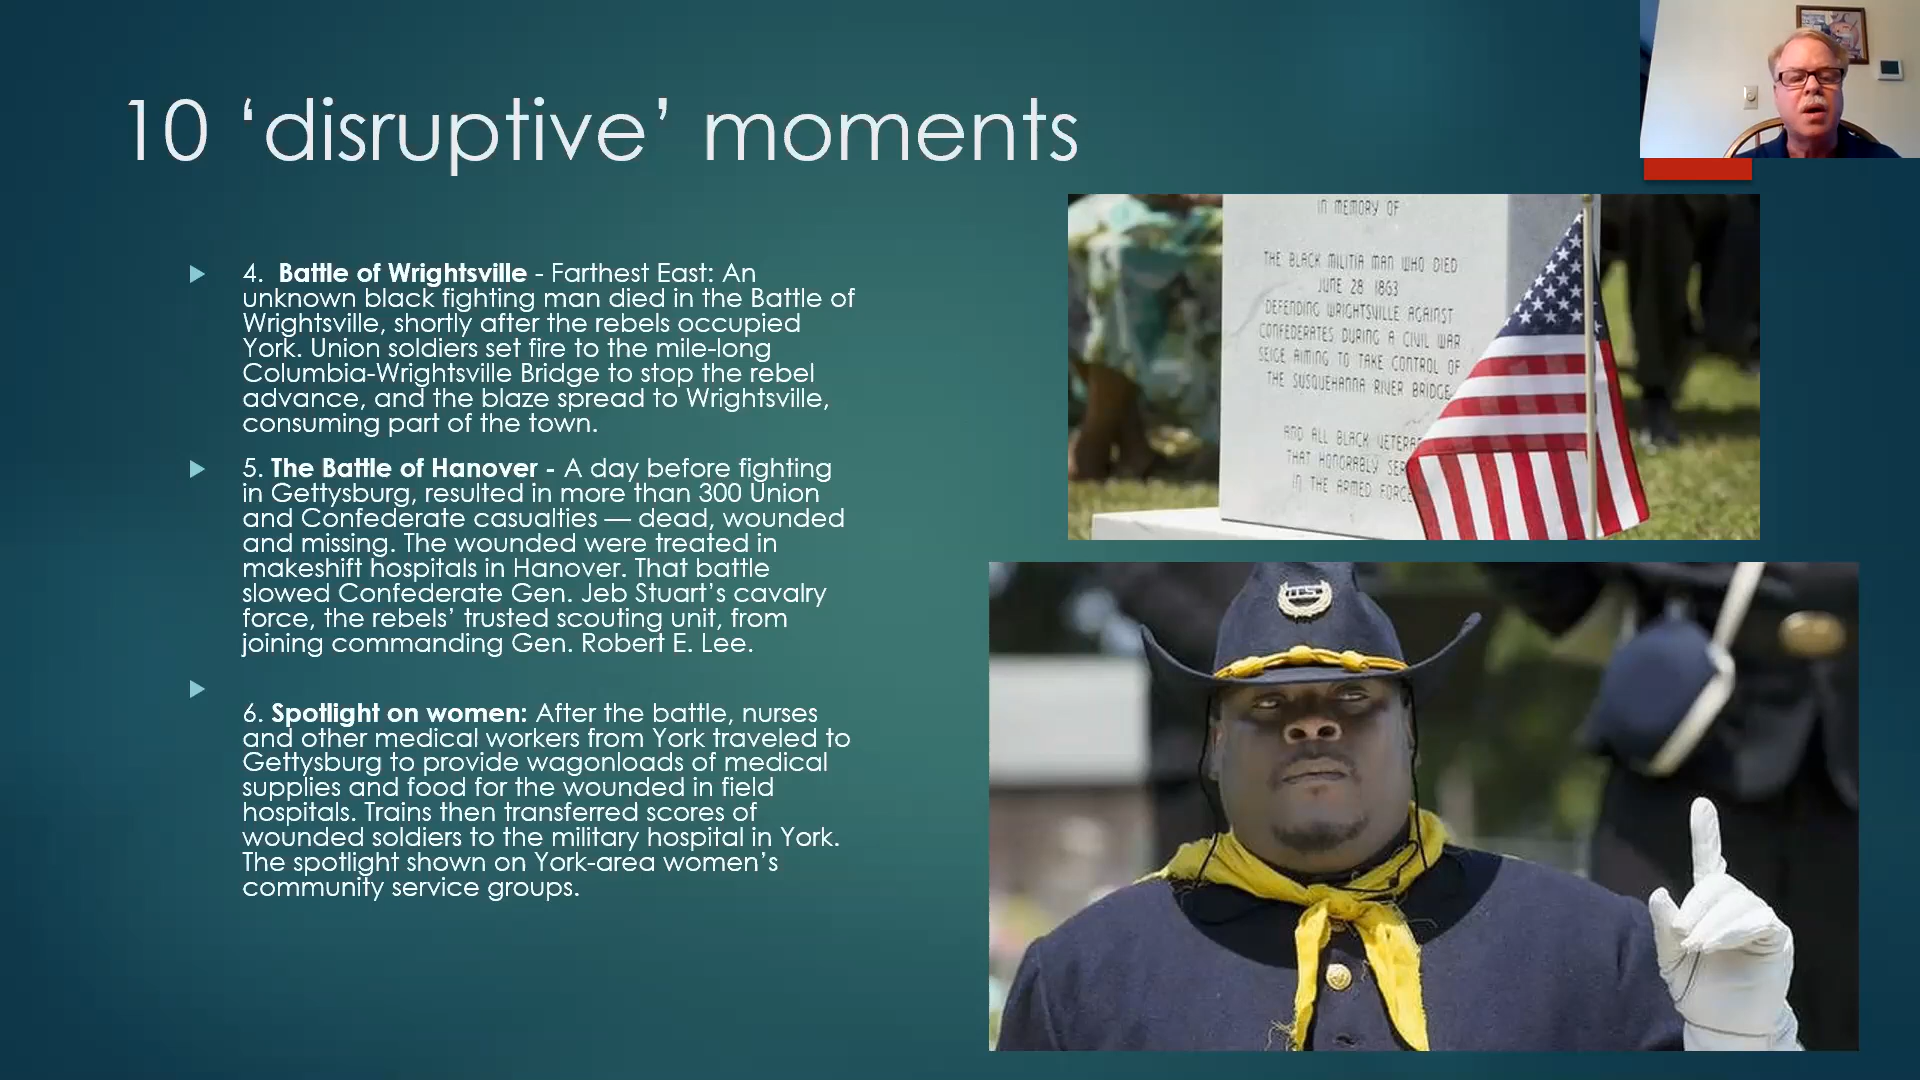 10 ‘disruptive’ moments
4. Battle of Wrightsville - Farthest East: An
unknown black fighting man died in the Battle of
Wrightsville, shortly after the rebels occupied
York. Union soldiers set fire to the mile-long
Columbia-Wrightsville Bridge to stop the rebel
advance, and the blaze spread to Wrightsville,
consuming part of the town.
5. The Battle of Hanover - A day before fighting
in Gettysburg, resulted in more than 300 Union
and Confederate casualties — dead, wounded
and missing. The wounded were treated in
makeshift hospitals in Hanover. That battle
slowed Confederate Gen. Jeb Stuart’s cavalry
force, the rebels’ trusted scouting unit, from
joining commanding Gen. Robert E. Lee.
6. Spotlight on women: After the battle, nurses
and other medical workers from York traveled to
Gettysburg to provide wagonloads of medical
supplies and food for the wounded in field
hospitals. Trains then transferred scores of
wounded soldiers to the military hospital in York.
The spotlight shown on York-area women’s
community service groups.
IN MEMORY OF
THE BLACK MILITIA MAN WHO DIED
JUNE 28 1863
DEFENDING WRIGHTSVILLE AGAINST
CONFEDERATES DURING A CIVIL WAR
SEIGE AIMING TO TAKE CONTROL OF
THE SUSQUEHANNA RIVER BRIDGE
AND ALL BLACK VETERA
THAT HONORABLY SER
IN THE ARMED FORC